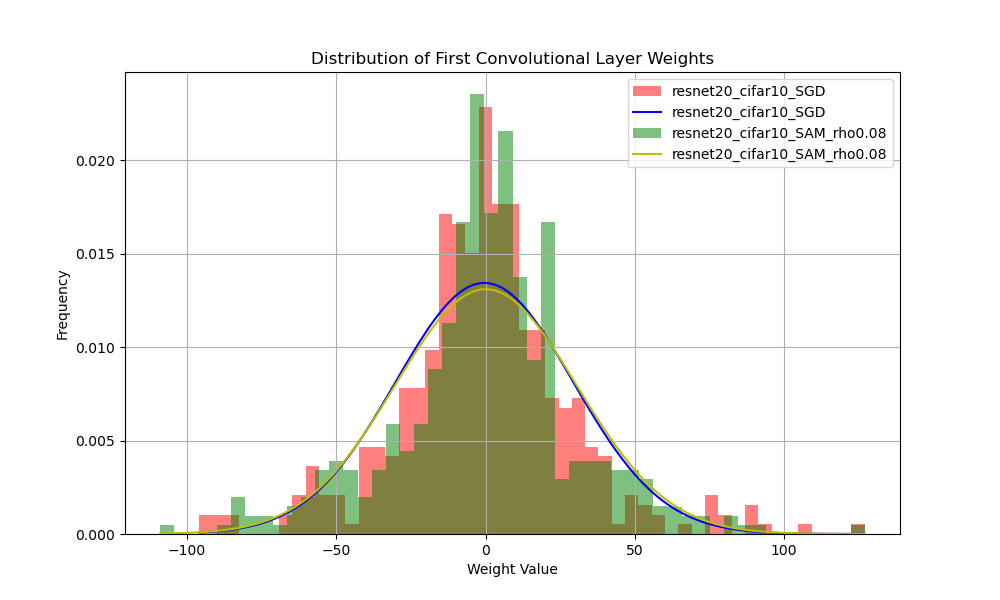 Distribution of First Convolutional Layer Weights
resnet20_cifar10_SGD
resnet20_cifar10_SGD
resnet20_cifar10_SAM_rho0.08
resnet20_cifar10_SAM_rho0.08
0.020
0.015
0.010
0.005
0.000
Frequency
−100
−50
0
50
100
Weight Value